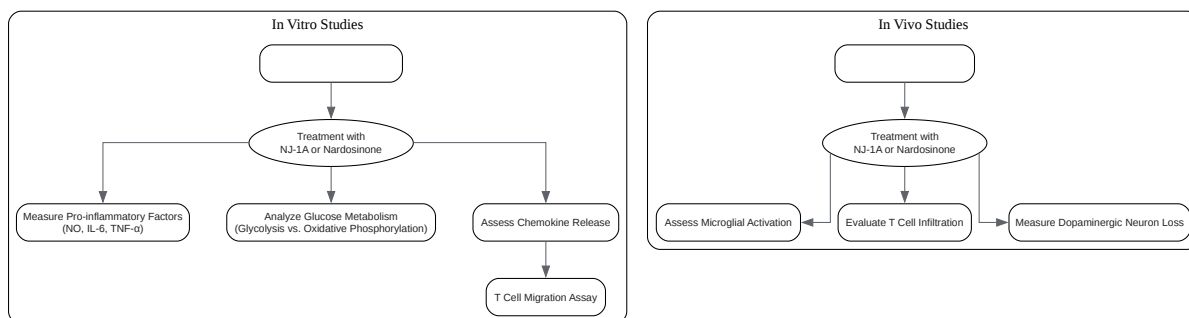 In Vitro Studies
Treatment with
NJ-1A or Nardosinone
Measure Pro-inflammatory Factors
(NO, IL-6, TNF-α)
Analyze Glucose Metabolism
(Glycolysis vs. Oxidative Phosphorylation)
Assess Chemokine Release
T Cell Migration Assay
In Vivo Studies
Treatment with
NJ-1A or Nardosinone
Assess Microglial Activation
Evaluate T Cell Infiltration
Measure Dopaminergic Neuron Loss